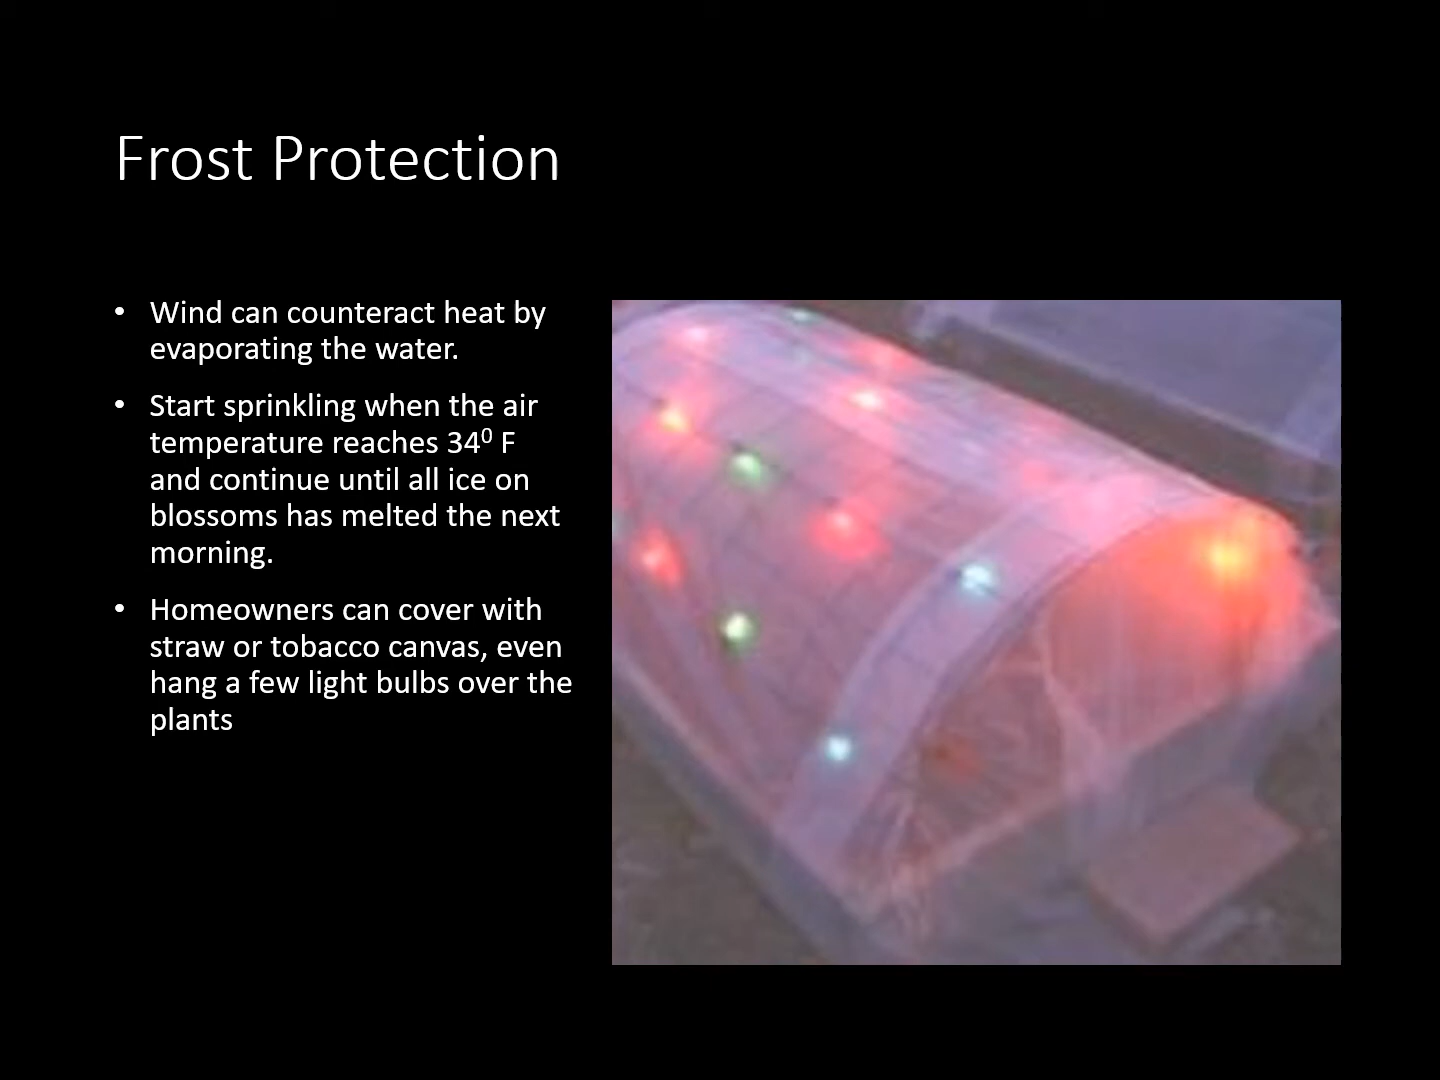 Frost Protection
• Wind can counteract heat by
evaporating the water.
• Start sprinkling when the air
temperature reaches 34⁰ F
and continue until all ice on
blossoms has melted the next
morning.
• Homeowners can cover with
straw or tobacco canvas, even
hang a few light bulbs over the
plants